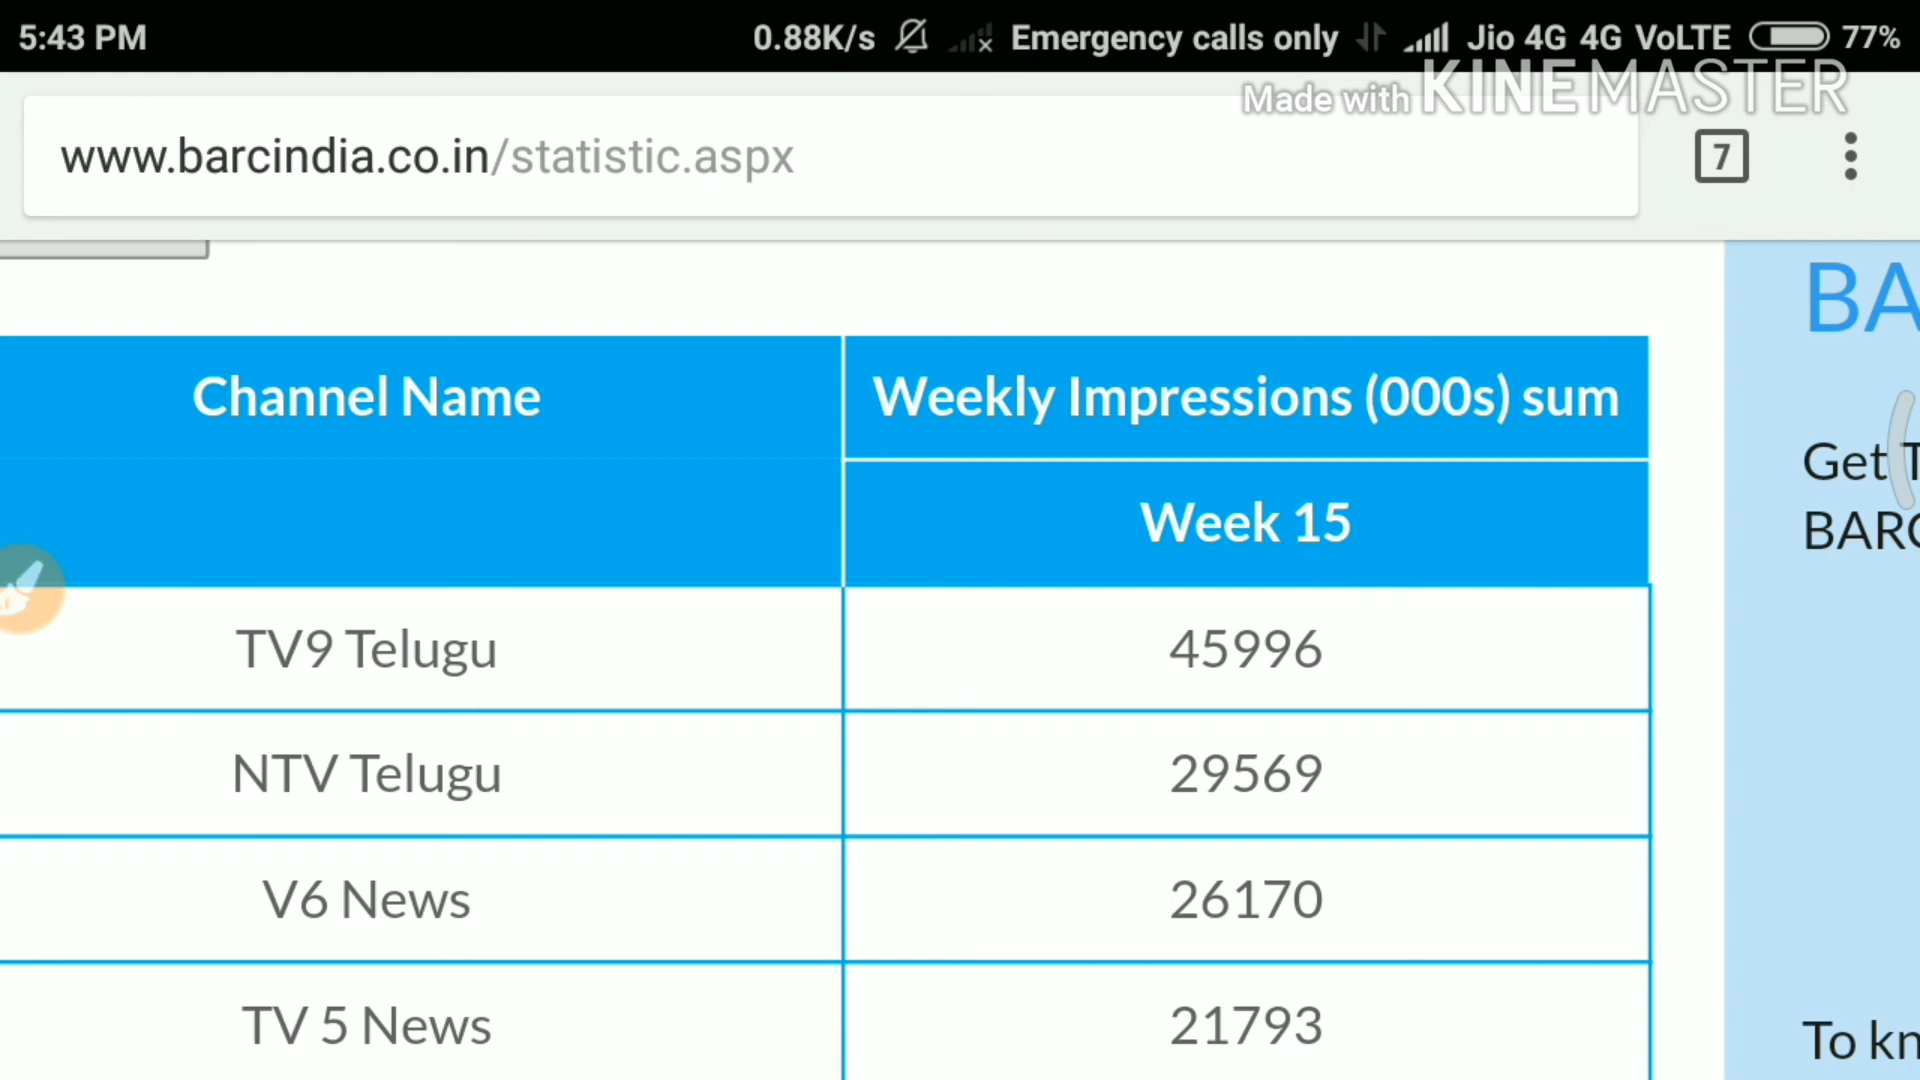 5:43 PM 0.88K/s Emergency calls only Jio 4G 4G VoLTE 77%
Made with KINEMASTER
www.barcindia.co.in/statistic.aspx 7
BA
Channel Name Weekly Impressions (000s) sum
Get T
Week 15
BARC
TV9 Telugu 45996
NTV Telugu 29569
V6 News 26170
TV 5 News 21793
To kn